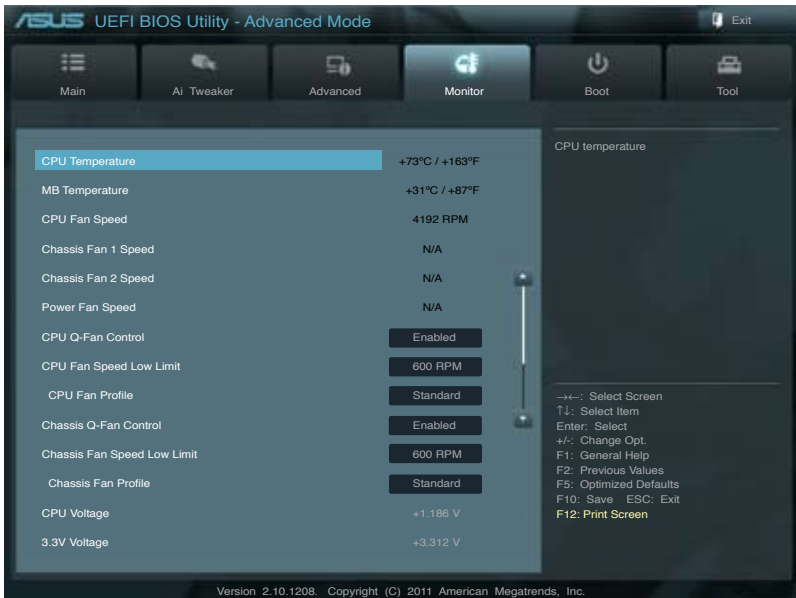 ASUS UEFI BIOS Utility - Advanced Mode
Exit
Main
Ai Tweaker
Advanced
Monitor
Boot
Tool
CPU Temperature +73ºC / +163ºF
MB Temperature +31ºC / +87ºF
CPU Fan Speed 4192 RPM
Chassis Fan 1 Speed N/A
Chassis Fan 2 Speed N/A
Power Fan Speed N/A
CPU Q-Fan Control Enabled
CPU Fan Speed Low Limit 600 RPM
CPU Fan Profile Standard
Chassis Q-Fan Control Enabled
Chassis Fan Speed Low Limit 600 RPM
Chassis Fan Profile Standard
CPU Voltage +1.186 V
3.3V Voltage +3.312 V
CPU temperature
→←: Select Screen
↑↓: Select Item
Enter: Select
+/-: Change Opt.
F1: General Help
F2: Previous Values
F5: Optimized Defaults
F10: Save ESC: Exit
F12: Print Screen
Version 2.10.1208. Copyright (C) 2011 American Megatrends, Inc.